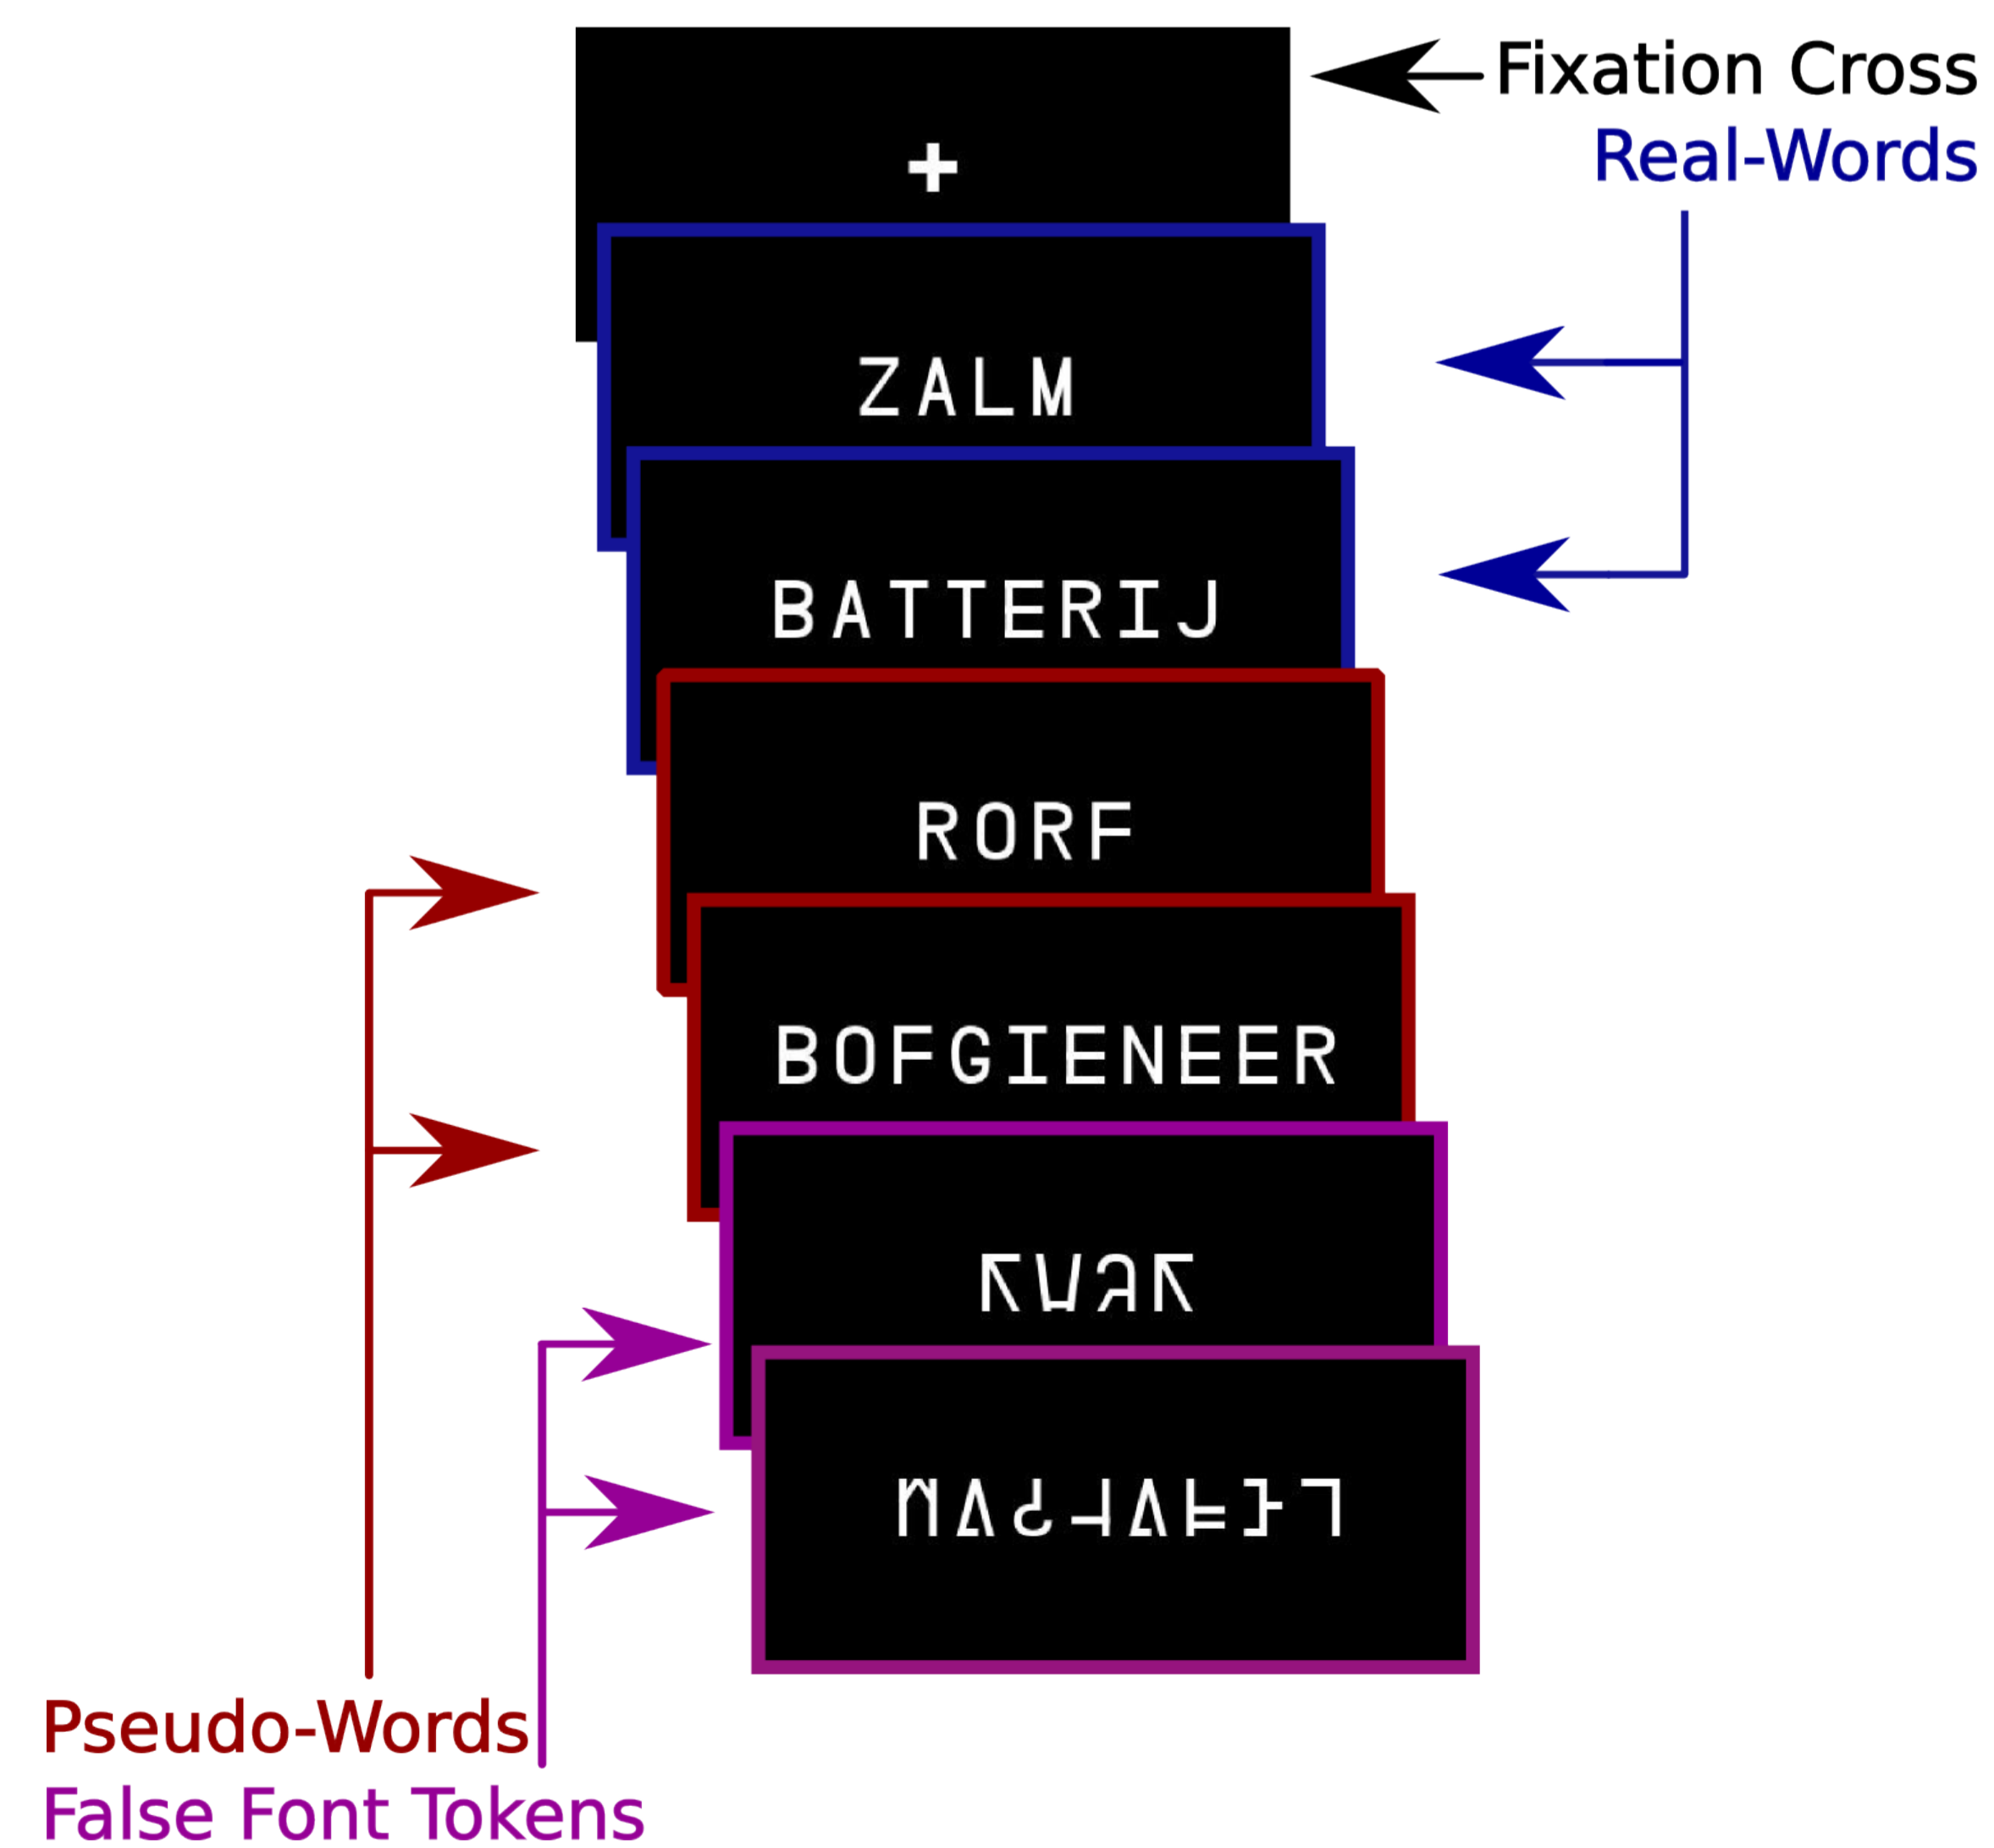 Fixation Cross
Real-Words
+
ZALM
BATTERIJ
RORF
BOFGIENEER
Pseudo-Words
False Font Tokens